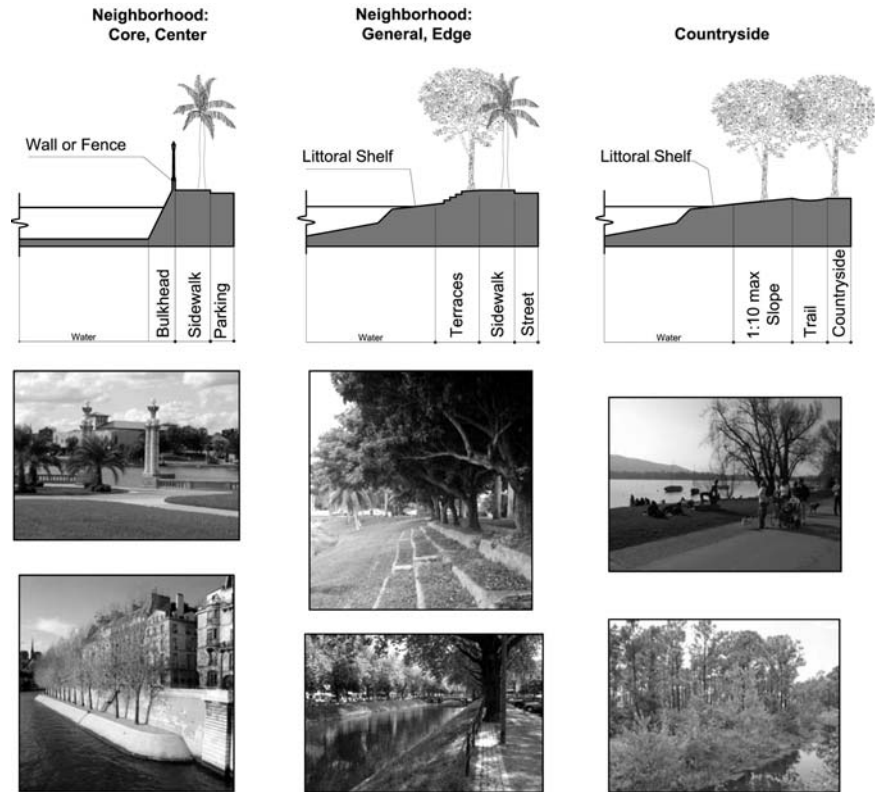 Neighborhood:
Core, Center
Wall or Fence
Water
Bulkhead
Sidewalk
Parking
Neighborhood:
General, Edge
Littoral Shelf
Water
Terraces
Sidewalk
Street
Countryside
Littoral Shelf
Water
1:10 max
Slope
Trail
Countryside